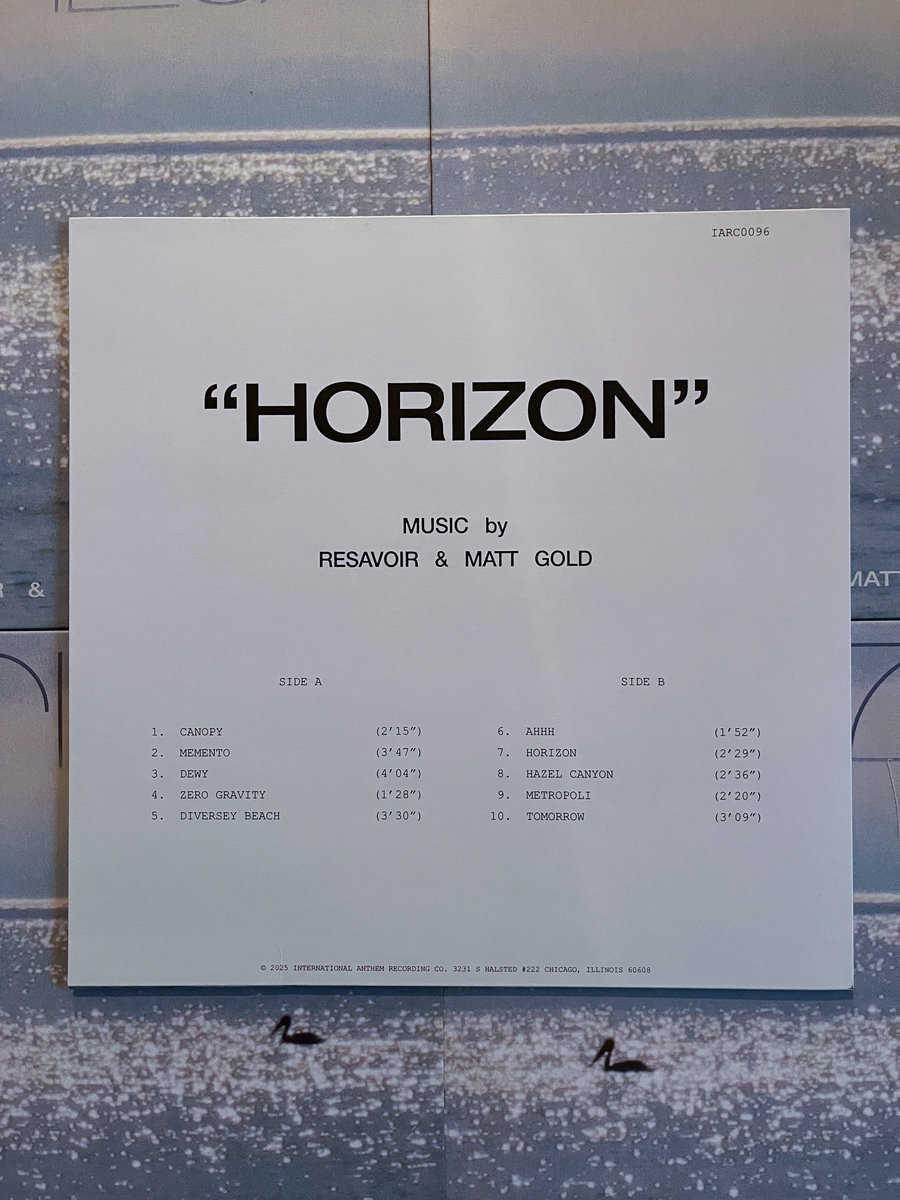 IARC0096
“HORIZON”
MUSIC by
RESAVOIR & MATT GOLD
&
MATT
SIDE A
SIDE B
1. CANOPY (2’15”)
2. MEMENTO (3’47”)
3. DEWY (4’04”)
4. ZERO GRAVITY (1’28”)
5. DIVERSEY BEACH (3’30”)
6. AHHH (1’52”)
7. HORIZON (2’29”)
8. HAZEL CANYON (2’36”)
9. METROPOLI (2’20”)
10. TOMORROW (3’09”)
© 2025 INTERNATIONAL ANTHEM RECORDING CO. 3231 S HALSTED #222 CHICAGO, ILLINOIS 60608